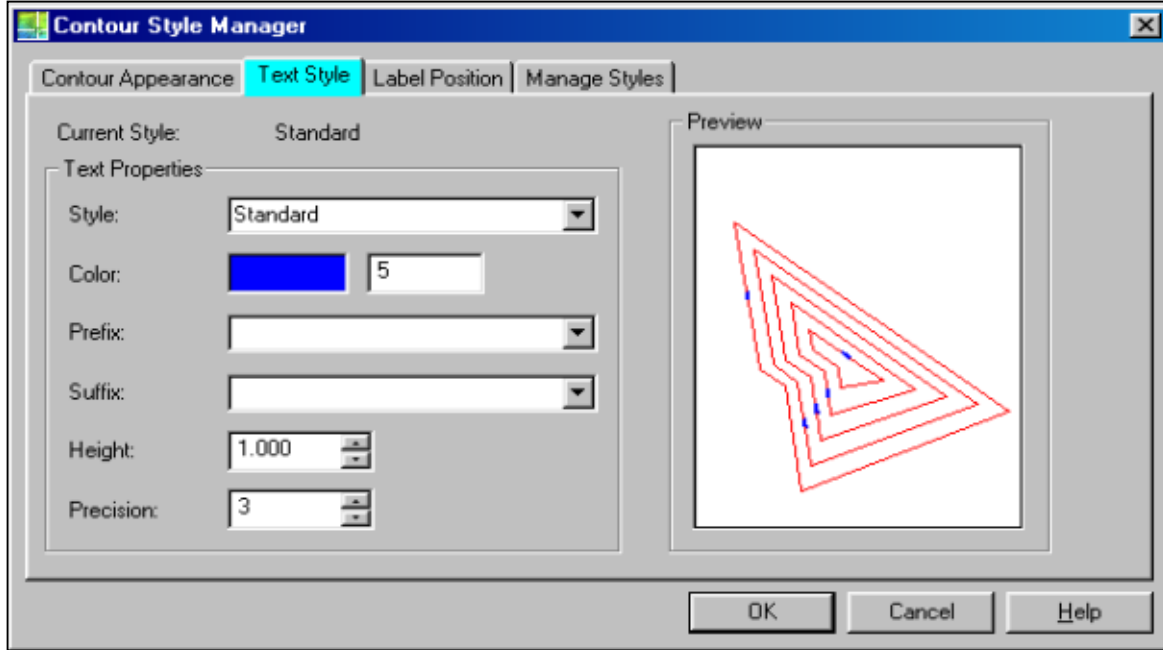 Contour Style Manager
Contour Appearance Text Style Label Position Manage Styles
Current Style: Standard
Preview
Text Properties
Style: Standard
Color: 5
Prefix:
Suffix:
Height: 1.000
Precision: 3
OK Cancel Help